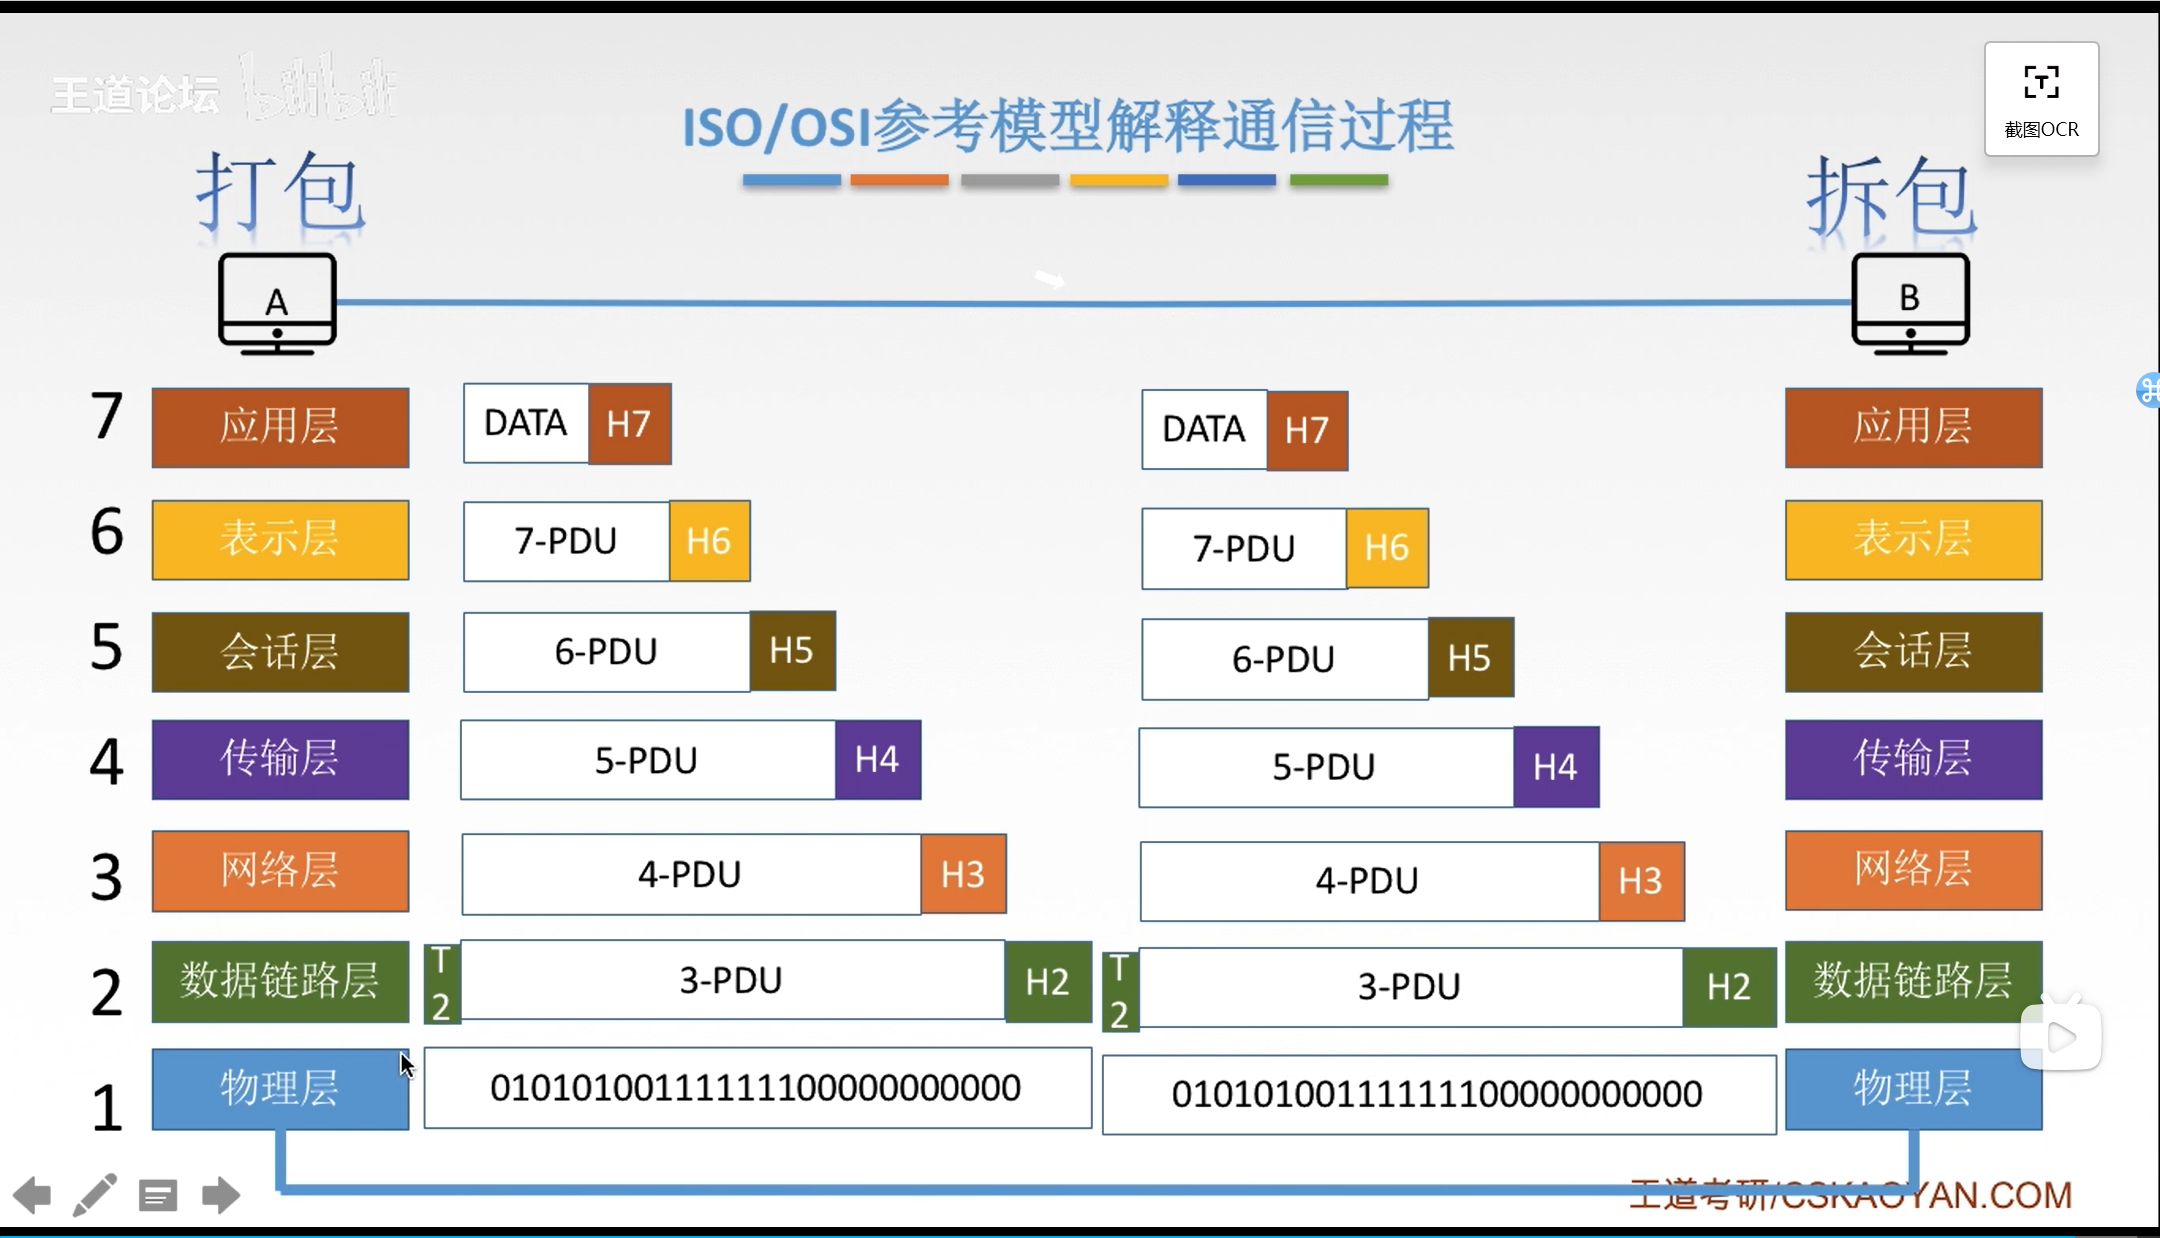 王道论坛 bilibili
截图OCR
ISO/OSI参考模型解释通信过程
打包
拆包
A
B
7 应用层 DATA H7 DATA H7 应用层
6 表示层 7-PDU H6 7-PDU H6 表示层
5 会话层 6-PDU H5 6-PDU H5 会话层
4 传输层 5-PDU H4 5-PDU H4 传输层
3 网络层 4-PDU H3 4-PDU H3 网络层
2 数据链路层 T2 3-PDU H2 T2 3-PDU H2 数据链路层
1 物理层 0101010011111110000000000 0101010011111110000000000 物理层
王道考研/CSKAOYAN.COM